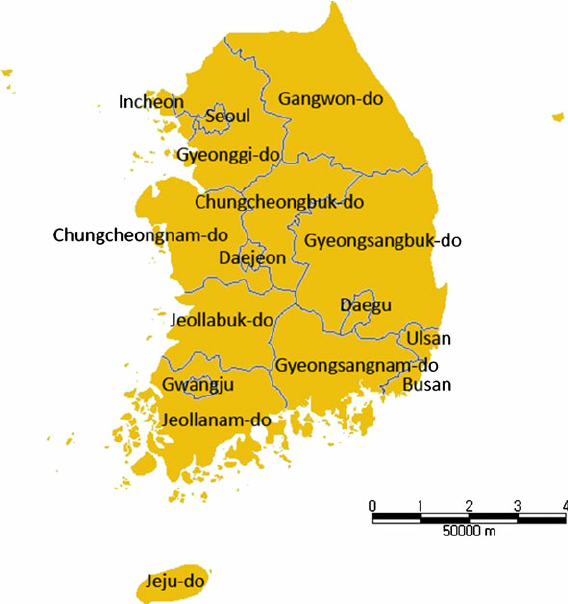 Incheon
Gangwon-do
Seoul
Gyeonggi-do
Chungcheongbuk-do
Chungcheongnam-do
Gyeongsangbuk-do
Daejeon
Daegu
Jeollabuk-do
Ulsan
Gyeongsangnam-do
Gwangju
Busan
Jeollanam-do
0 1 2 3 4
50000 m
Jeju-do